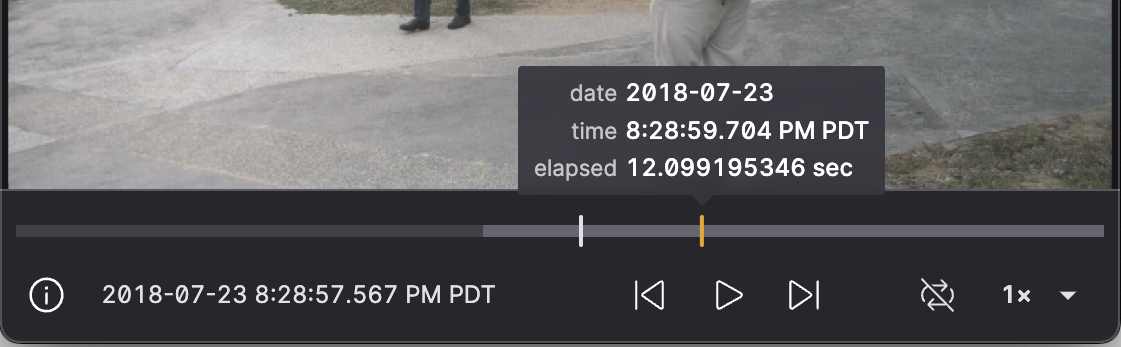 date 2018-07-23
time 8:28:59.704 PM PDT
elapsed 12.099195346 sec
2018-07-23 8:28:57.567 PM PDT
1×